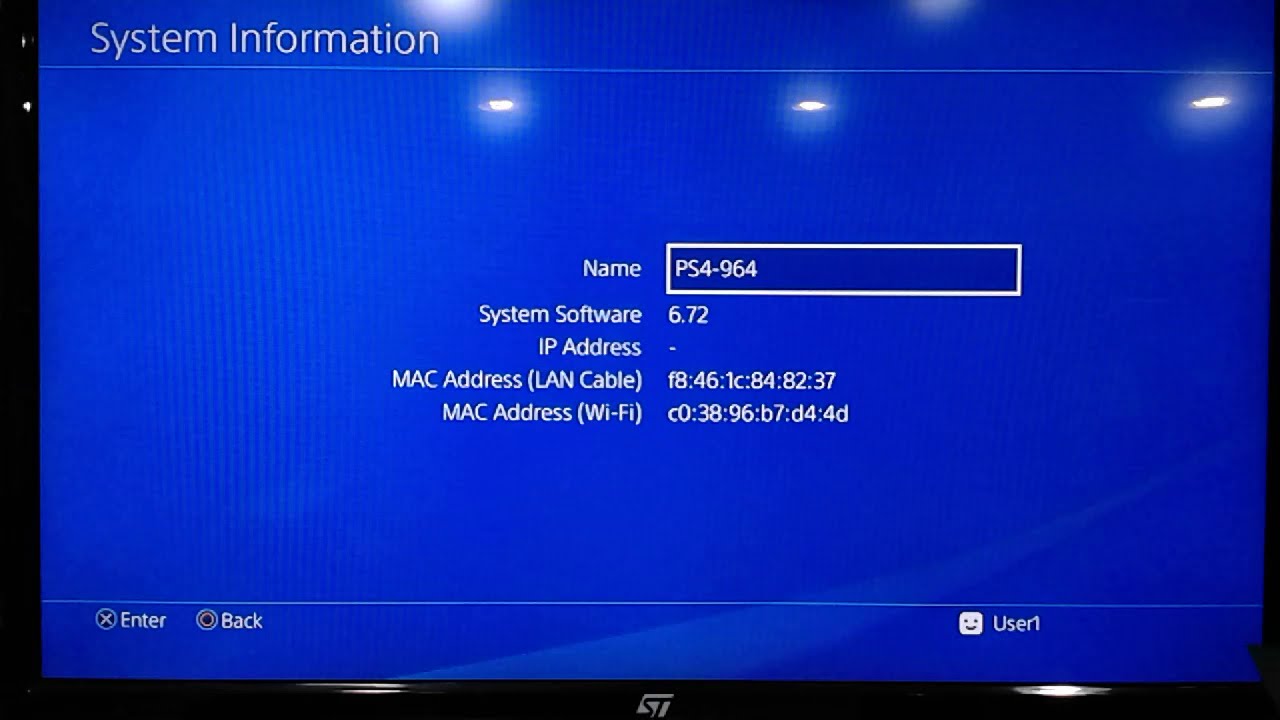 System Information
Name PS4-964
System Software 6.72
IP Address -
MAC Address (LAN Cable) f8:46:1c:84:82:37
MAC Address (Wi-Fi) c0:38:96:b7:d4:4d
Enter Back User1
ST